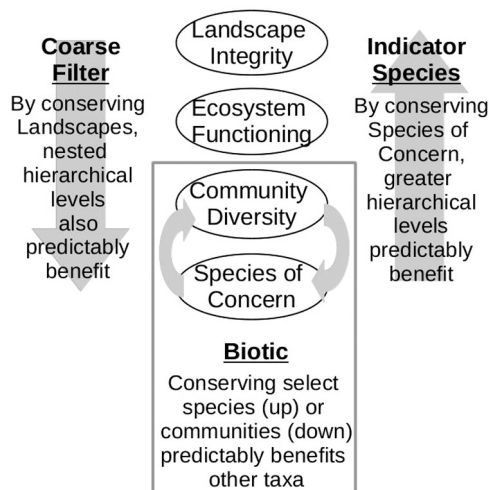 Coarse
Filter
By conserving
Landscapes,
nested
hierarchical
levels
also
predictably
benefit
Landscape
Integrity
Ecosystem
Functioning
Community
Diversity
Species of
Concern
Biotic
Conserving select
species (up) or
communities (down)
predictably benefits
other taxa
Indicator
Species
By conserving
Species of
Concern,
greater
hierarchical
levels
predictably
benefit